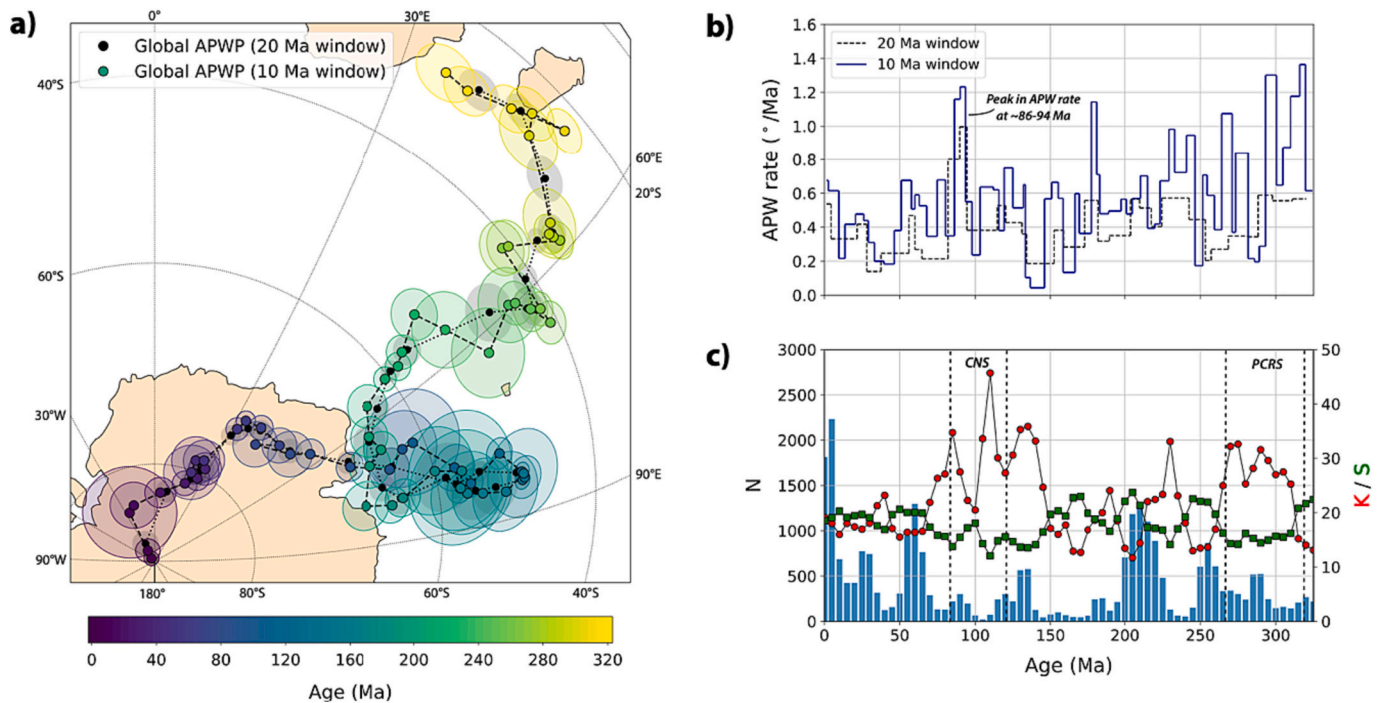 a)
0°
30°E
Global APWP (20 Ma window)
Global APWP (10 Ma window)
40°S
60°E
20°S
60°S
30°W
90°E
90°W
180°
80°S
60°S
40°S
0 40 80 120 160 200 240 280 320
Age (Ma)
b)
1.6
1.4
1.2
1.0
0.8
0.6
0.4
0.2
0.0
APW rate (°/Ma)
20 Ma window
10 Ma window
Peak in APW rate
at ~86-94 Ma
c)
3000
2500
2000
1500
1000
500
0
N
CNS
PCRS
50
40
30
20
10
0
K / S
0 50 100 150 200 250 300
Age (Ma)